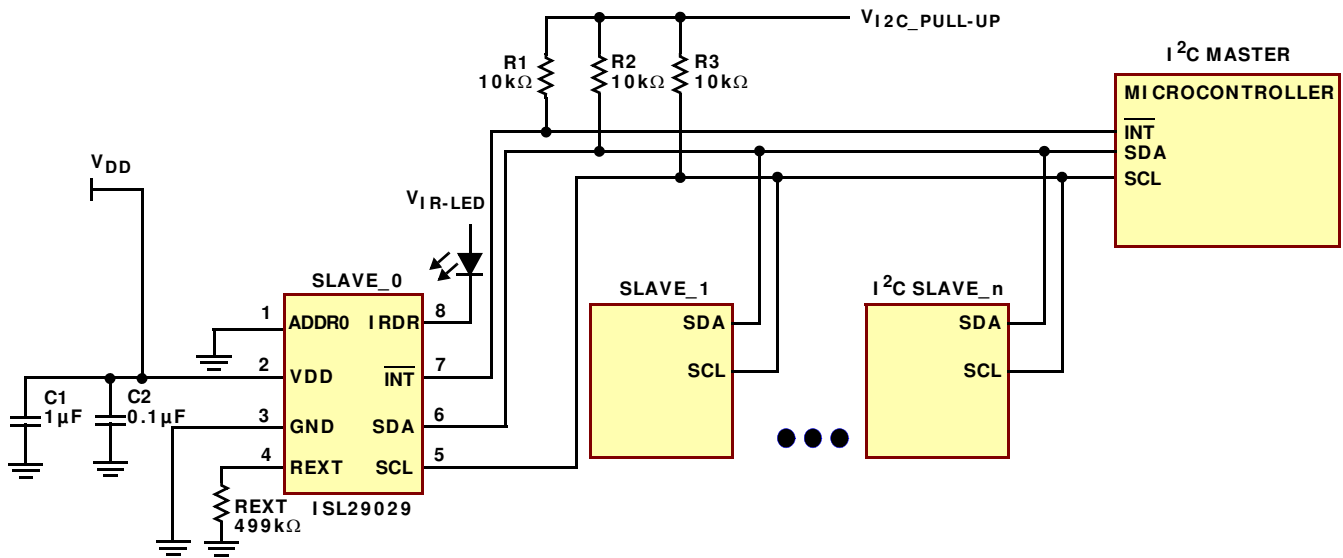 V I2C_PULL-UP
R1
10kΩ
R2
10kΩ
R3
10kΩ
I²C MASTER
MICROCONTROLLER
INT
SDA
SCL
VDD
VIR-LED
SLAVE_0
1
ADDR0
IRDR
8
2
VDD
INT
7
3
GND
SDA
6
4
REXT
SCL
5
ISL29029
C1
1µF
C2
0.1µF
REXT
499kΩ
SLAVE_1
SDA
SCL
I²C SLAVE_n
SDA
SCL